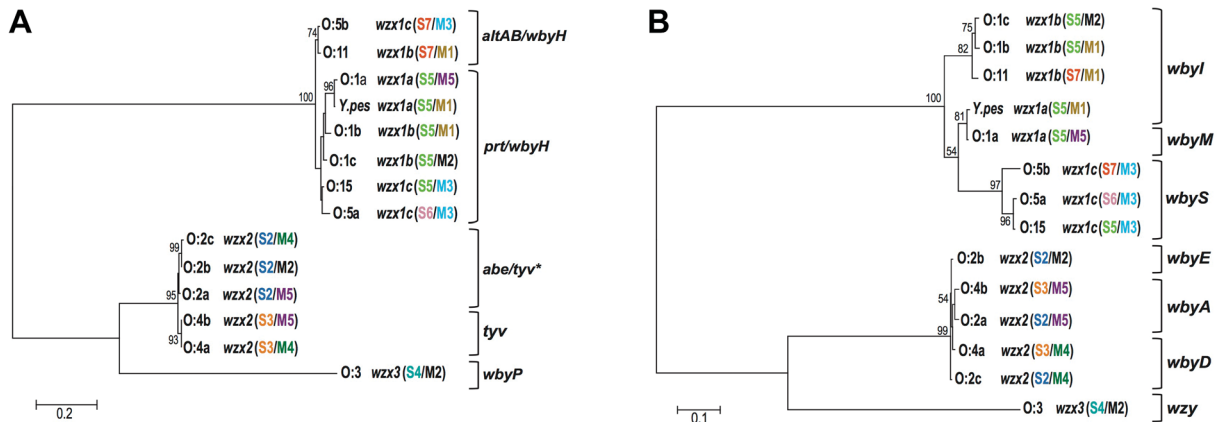 A
74
O:5b wzx1c(S7/M3)
O:11 wzx1b(S7/M1)
altAB/wbyH
96
O:1a wzx1a(S5/M5)
100
Y.pes wzx1a(S5/M1)
O:1b wzx1b(S5/M1)
prt/wbyH
O:1c wzx1b(S5/M2)
O:15 wzx1c(S5/M3)
O:5a wzx1c(S6/M3)
99
O:2c wzx2(S2/M4)
O:2b wzx2(S2/M2)
abe/tyv*
95
O:2a wzx2(S2/M5)
O:4b wzx2(S3/M5)
tyv
93
O:4a wzx2(S3/M4)
O:3 wzx3(S4/M2)
wbyP
0.2
B
75
O:1c wzx1b(S5/M2)
82
O:1b wzx1b(S5/M1)
wbyI
O:11 wzx1b(S7/M1)
100
81
Y.pes wzx1a(S5/M1)
O:1a wzx1a(S5/M5)
wbyM
54
O:5b wzx1c(S7/M3)
97
O:5a wzx1c(S6/M3)
wbyS
96
O:15 wzx1c(S5/M3)
O:2b wzx2(S2/M2)
wbyE
54
O:4b wzx2(S3/M5)
wbyA
O:2a wzx2(S2/M5)
99
O:4a wzx2(S3/M4)
wbyD
O:2c wzx2(S2/M4)
O:3 wzx3(S4/M2)
wzy
0.1